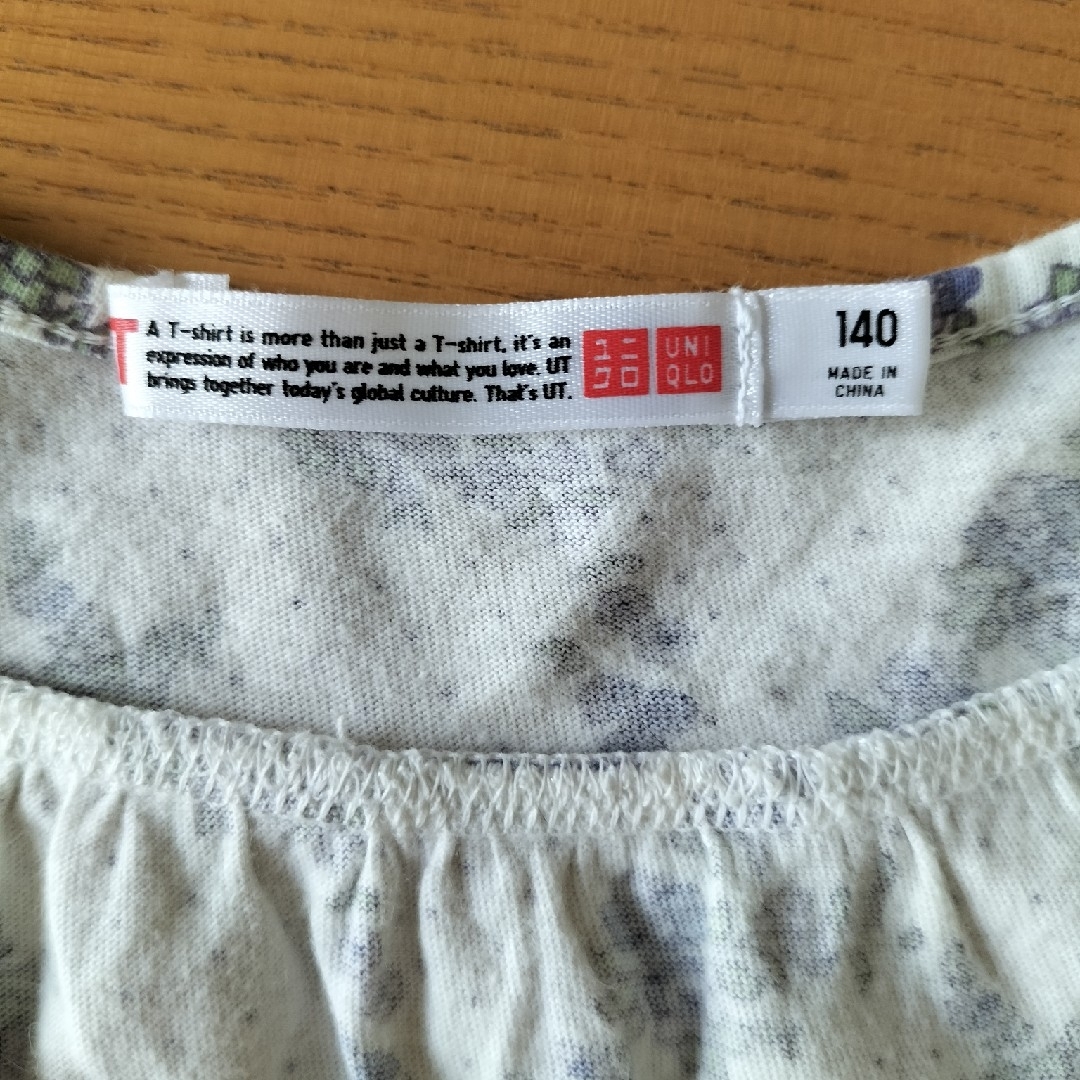 A T-shirt is more than just a T-shirt, it's an
expression of who you are and what you love. UT
brings together today's global culture. That's UT.
ユニ
クロ
UNI
QLO
140
MADE IN
CHINA